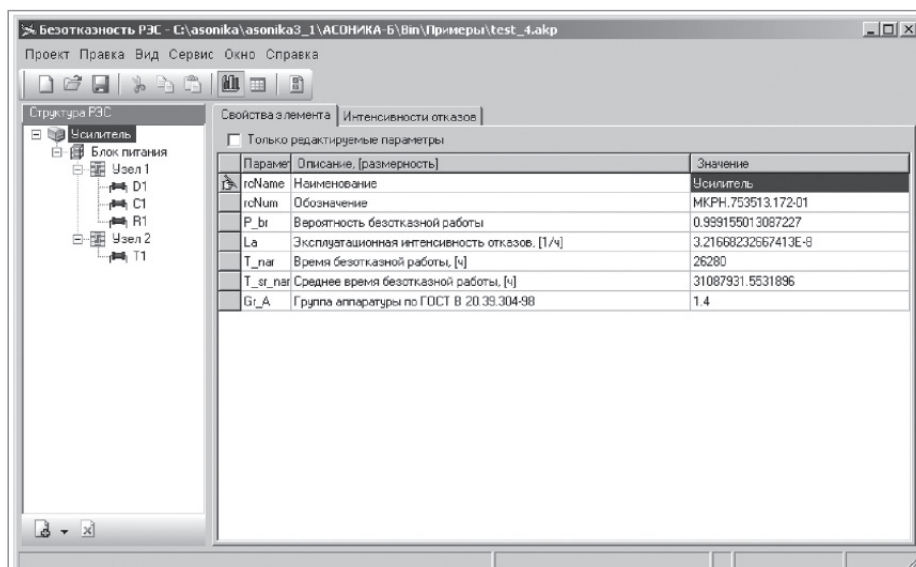 Безотказность РЭС - C:\asonika\asonika3_1\АСОНИКА-Б\Bin\Примеры\test_4.akp
Проект Правка Вид Сервис Окно Справка
Структура РЭС
Усилитель
Блок питания
Узел 1
D1
C1
R1
Узел 2
T1
Свойства элемента Интенсивности отказов
Только редактируемые параметры
Парамет Описание, [размерность] Значение
rcName Наименование Усилитель
rcNum Обозначение МКРН.753513.172-01
P_br Вероятность безотказной работы 0.999155013087227
La Эксплуатационная интенсивность отказов, [1/ч] 3.21668232667413E-8
T_nar Время безотказной работы, [ч] 26280
T_sr_nar Среднее время безотказной работы, [ч] 31087931.5531896
Gr_A Группа аппаратуры по ГОСТ В 20.39.304-98 1.4